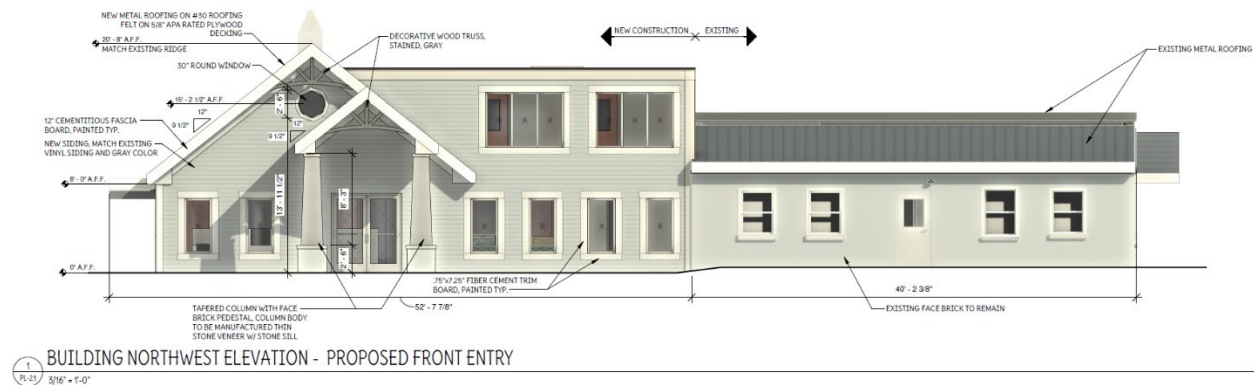 NEW METAL ROOFING ON #30 ROOFING
FELT ON 5/8" APA RATED PLYWOOD
DECKING
20' - 8" A.F.F.
MATCH EXISTING RIDGE
DECORATIVE WOOD TRUSS,
STAINED, GRAY
NEW CONSTRUCTION
EXISTING
EXISTING METAL ROOFING
30" ROUND WINDOW
15' - 2 1/2" A.F.F.
2' - 6"
12"
9 1/2"
12" CEMENTITIOUS FASCIA
BOARD, PAINTED TYP.
12"
9 1/2"
NEW SIDING, MATCH EXISTING
VINYL SIDING AND GRAY COLOR
8' - 0" A.F.F.
13' - 11 1/2"
8' - 3"
2' - 6"
0" A.F.F.
.75"x7.25" FIBER CEMENT TRIM
BOARD, PAINTED TYP.
52' - 7 7/8"
40' - 2 3/8"
TAPERED COLUMN WITH FACE
BRICK PEDESTAL, COLUMN BODY
TO BE MANUFACTURED THIN
STONE VENEER W/ STONE SILL
EXISTING FACE BRICK TO REMAIN
1
PL-2.1
BUILDING NORTHWEST ELEVATION - PROPOSED FRONT ENTRY
3/16" = 1'-0"